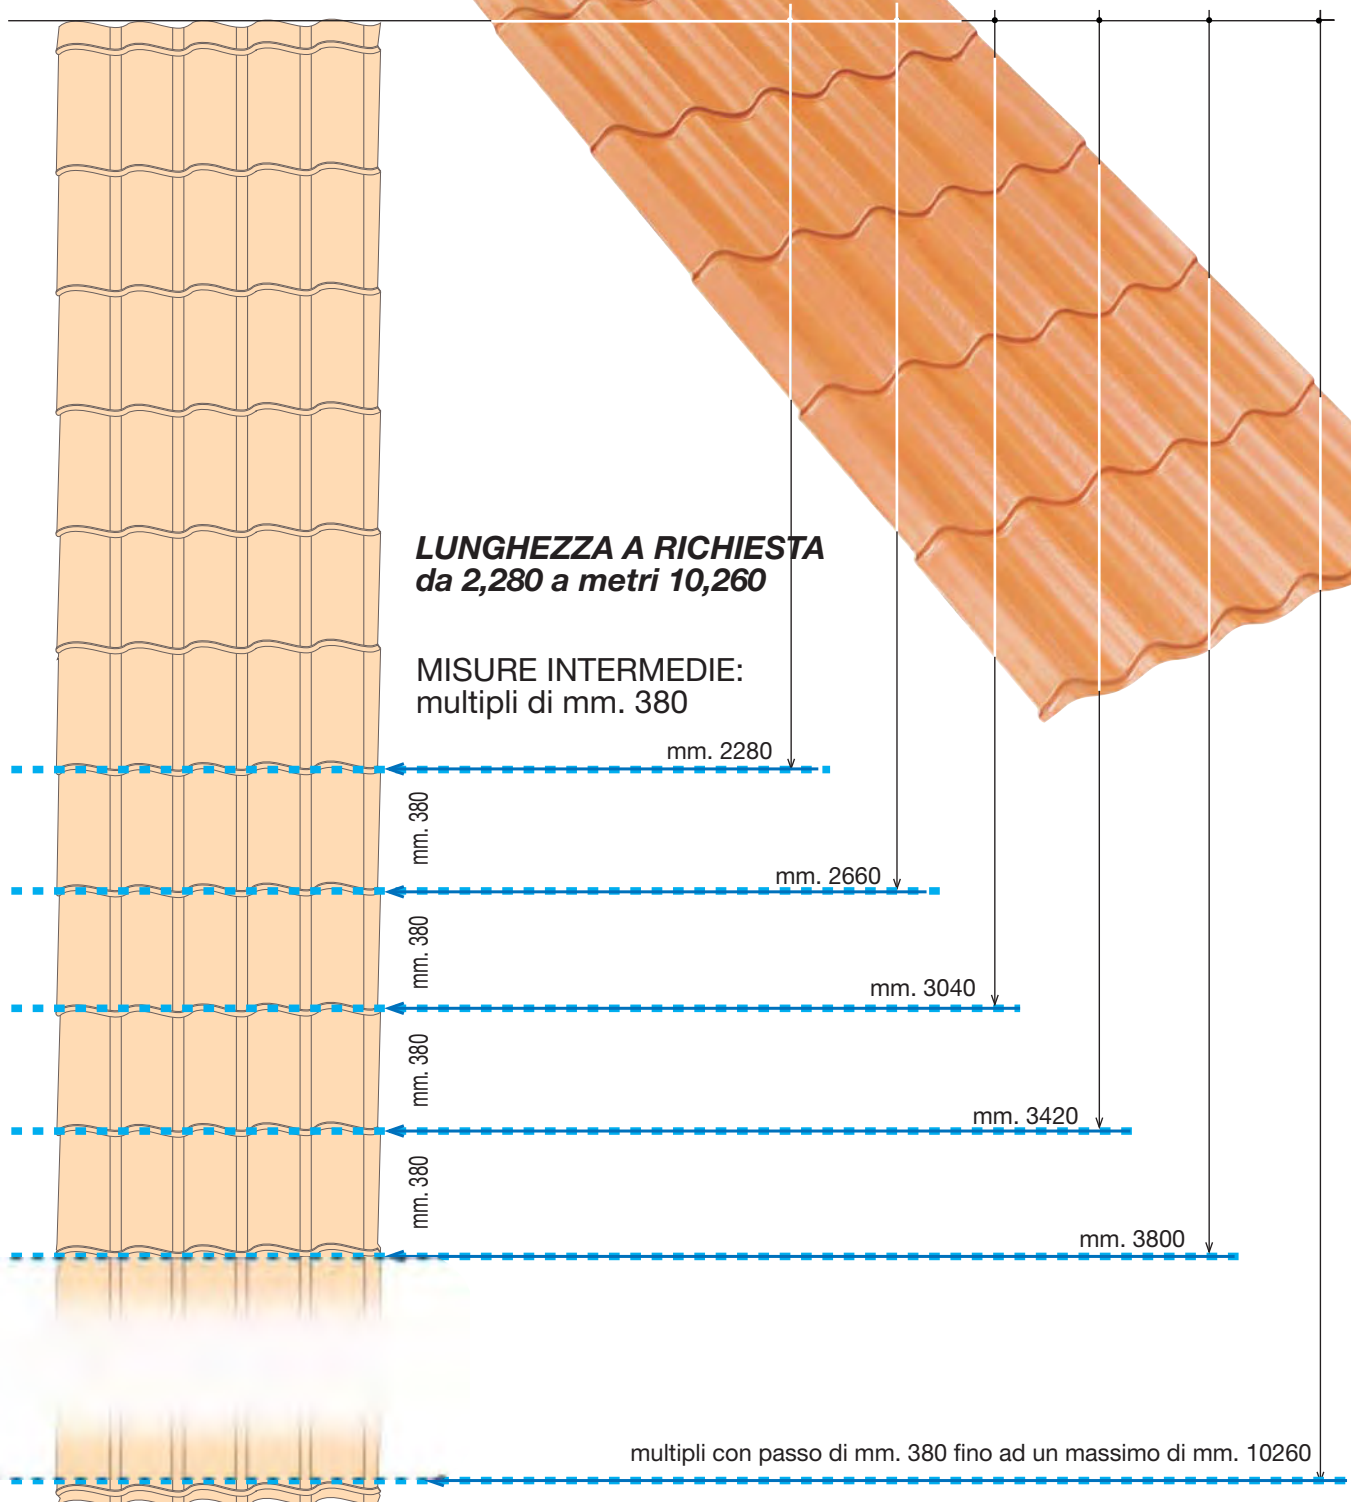 LUNGHEZZA A RICHIESTA
da 2,280 a metri 10,260
MISURE INTERMEDIE:
multipli di mm. 380
mm. 2280
mm. 380
mm. 2660
mm. 380
mm. 3040
mm. 380
mm. 3420
mm. 380
mm. 3800
multipli con passo di mm. 380 fino ad un massimo di mm. 10260